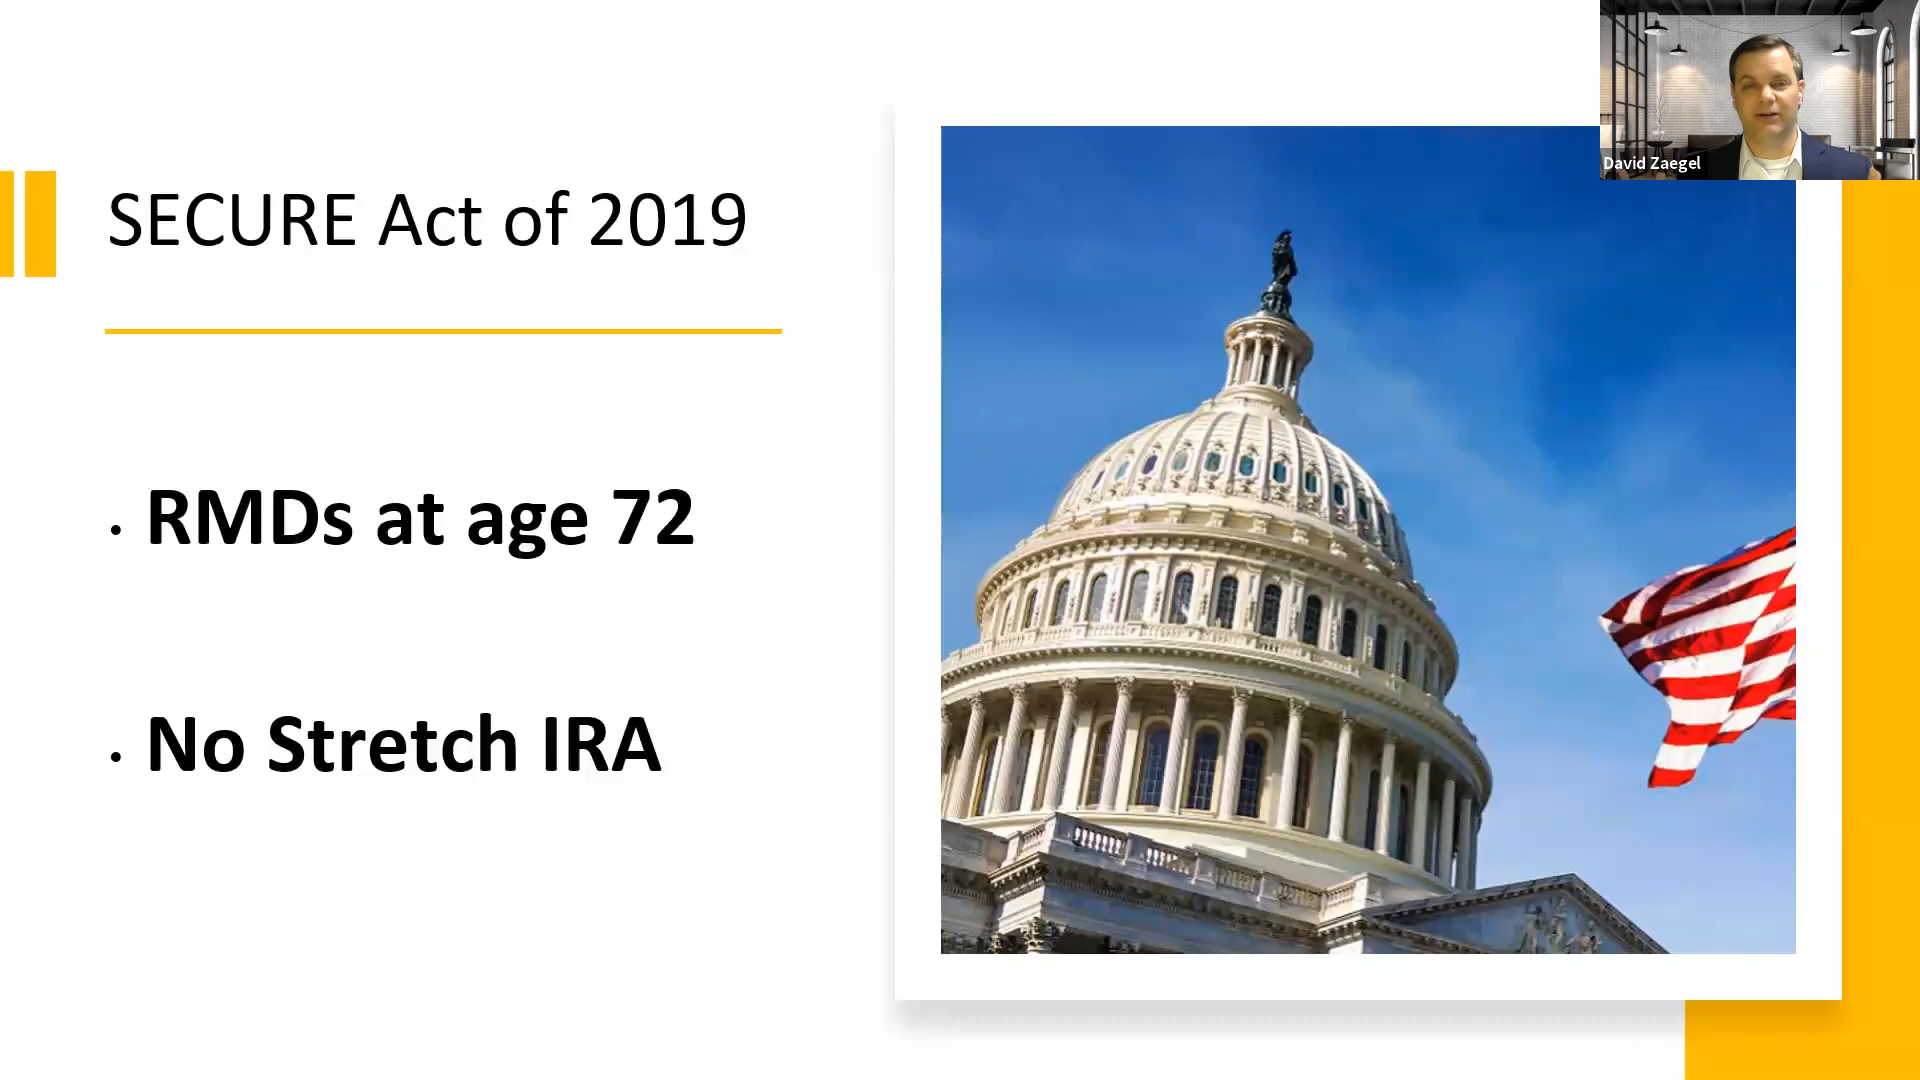 SECURE Act of 2019
• RMDs at age 72
• No Stretch IRA
David Zaegel